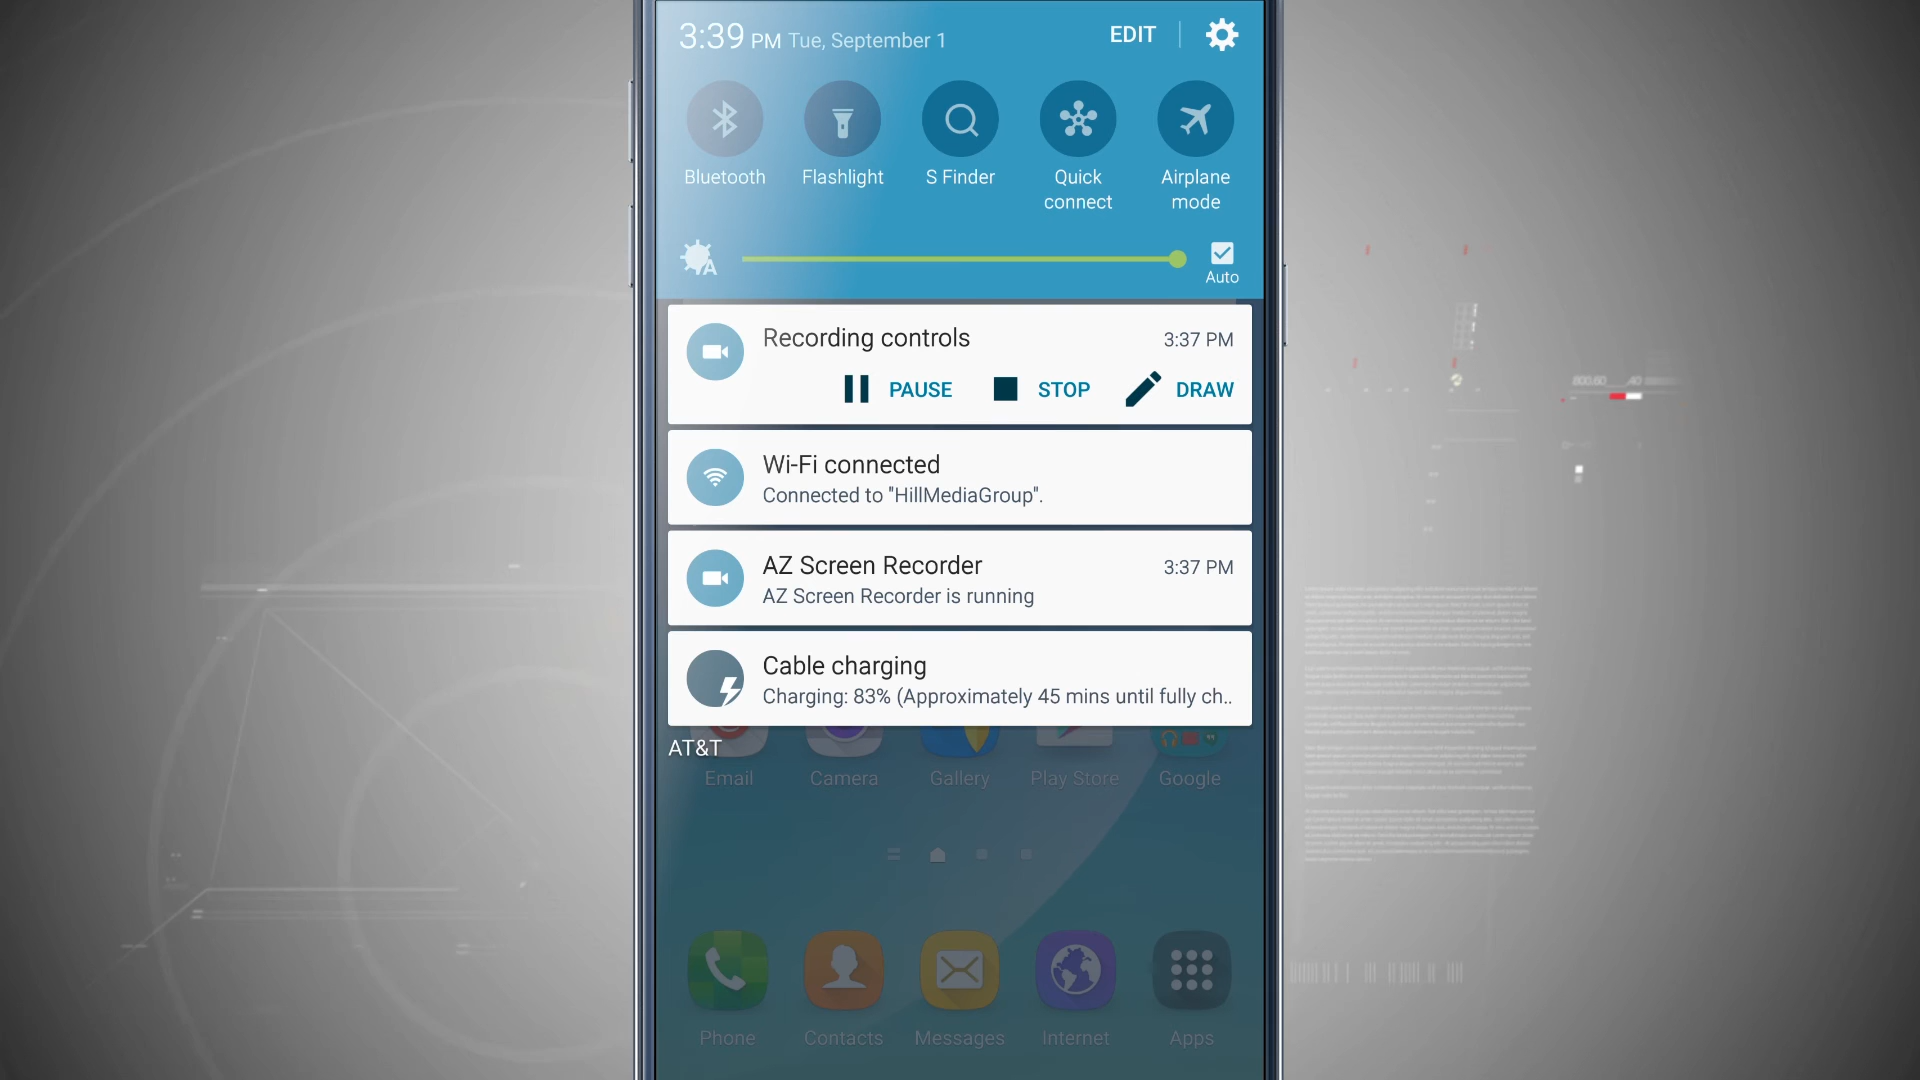 3:39 PM Tue, September 1
EDIT
Bluetooth
Flashlight
S Finder
Quick connect
Airplane mode
A
Auto
Recording controls
3:37 PM
PAUSE
STOP
DRAW
Wi-Fi connected
Connected to "HillMediaGroup".
AZ Screen Recorder
3:37 PM
AZ Screen Recorder is running
Cable charging
Charging: 83% (Approximately 45 mins until fully ch..
AT&T
Email
Camera
Gallery
Play Store
Google
Phone
Contacts
Messages
Internet
Apps